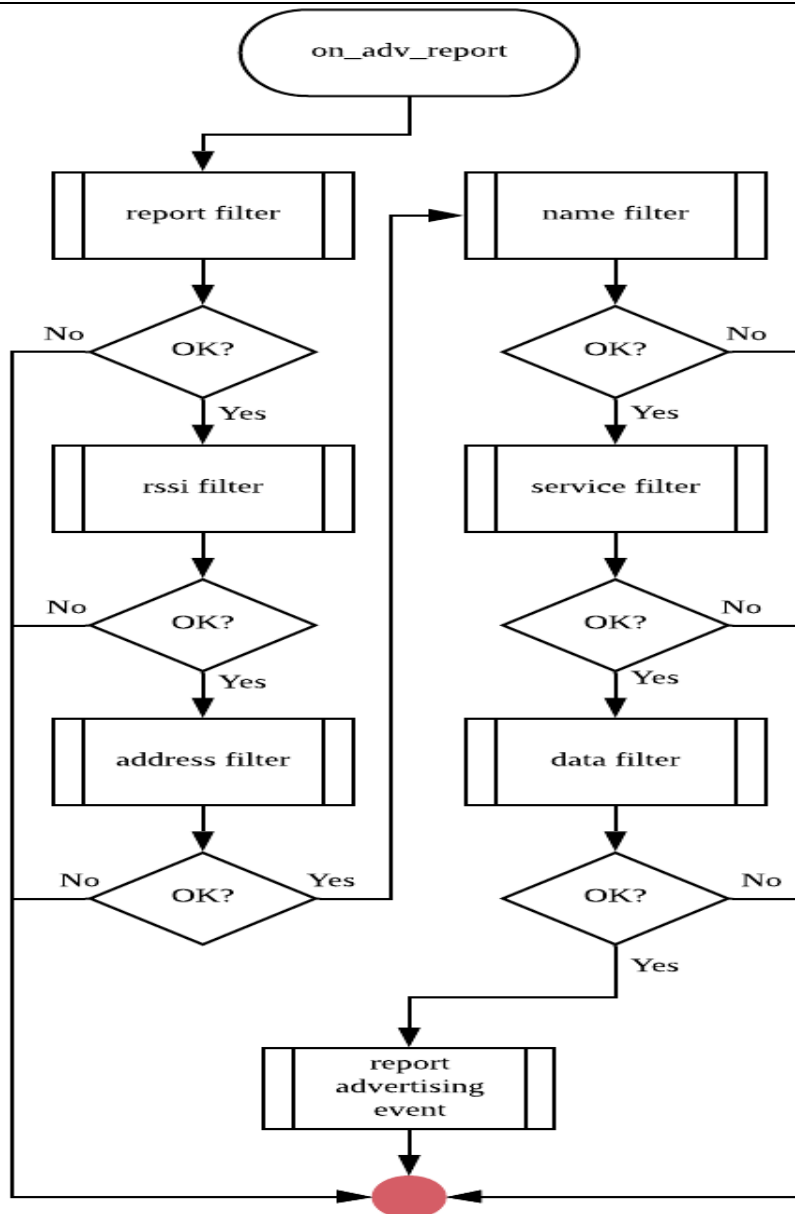 on_adv_report
report filter
No
OK?
Yes
rssi filter
No
OK?
Yes
address filter
No
OK?
Yes
name filter
OK?
No
Yes
service filter
OK?
No
Yes
data filter
OK?
No
Yes
report
advertising
event